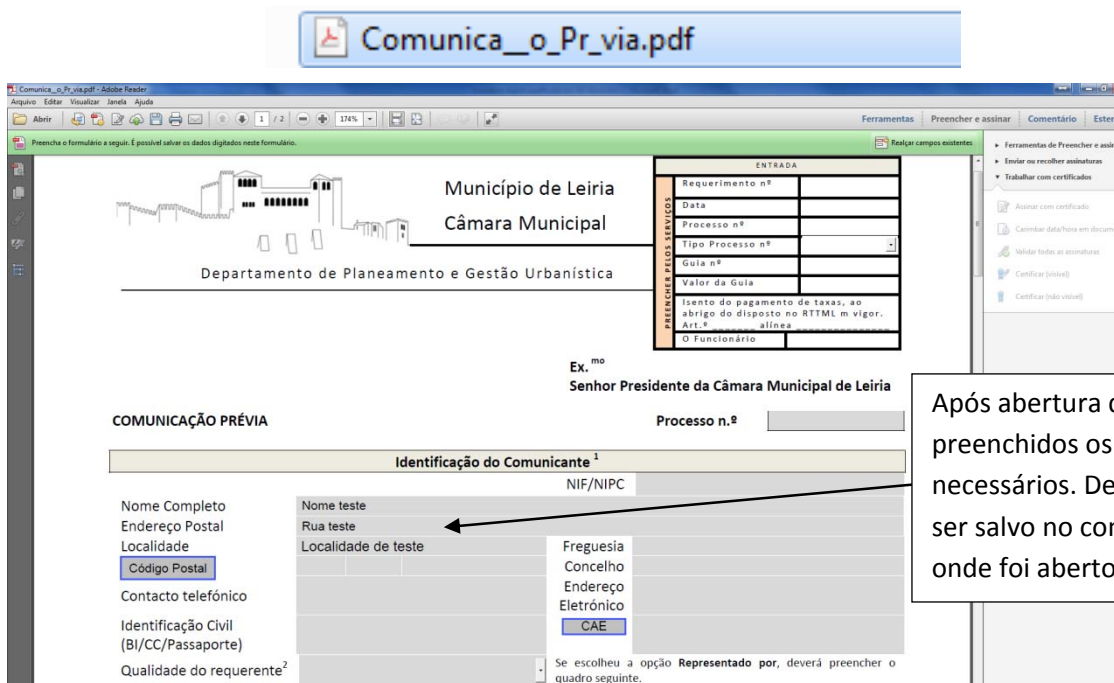 Comunica__o_Pr_via.pdf
Comunica__o_Pr_via.pdf - Adobe Reader
Arquivo Editar Visualizar Janela Ajuda
Abrir 1 / 2 174% Ferramentas Preencher e assinar Comentário
Preencha o formulário a seguir. É possível salvar os dados digitados neste formulário. Realçar campos existentes
Ferramentas de Preencher e
Enviar ou recolher assinaturas
Trabalhar com certificados
Assinar com certificado
Carimbar data/hora em
Validar todas as assinaturas
Certificar (visível)
Certificar (não visível)
Município de Leiria
Câmara Municipal
Departamento de Planeamento e Gestão Urbanística
ENTRADA
PREENCHER PELOS SERVIÇOS
Requerimento nº
Data
Processo nº
Tipo Processo nº
Guia nº
Valor da Guia
Isento do pagamento de taxas, ao
abrigo do disposto no RTTML m vigor.
Art.º _______ alínea _______________
O Funcionário
Ex.mo
Senhor Presidente da Câmara Municipal de Leiria
COMUNICAÇÃO PRÉVIA Processo n.º
Identificação do Comunicante 1
NIF/NIPC
Nome Completo Nome teste
Endereço Postal Rua teste
Localidade Localidade de teste Freguesia
Código Postal Concelho
Contacto telefónico Endereço
Eletrónico
Identificação Civil CAE
(BI/CC/Passaporte)
Qualidade do requerente2 Se escolheu a opção Representado por, deverá preencher o
quadro seguinte.
Após abertura
preenchidos os
necessários.
ser salvo no
onde foi aberto